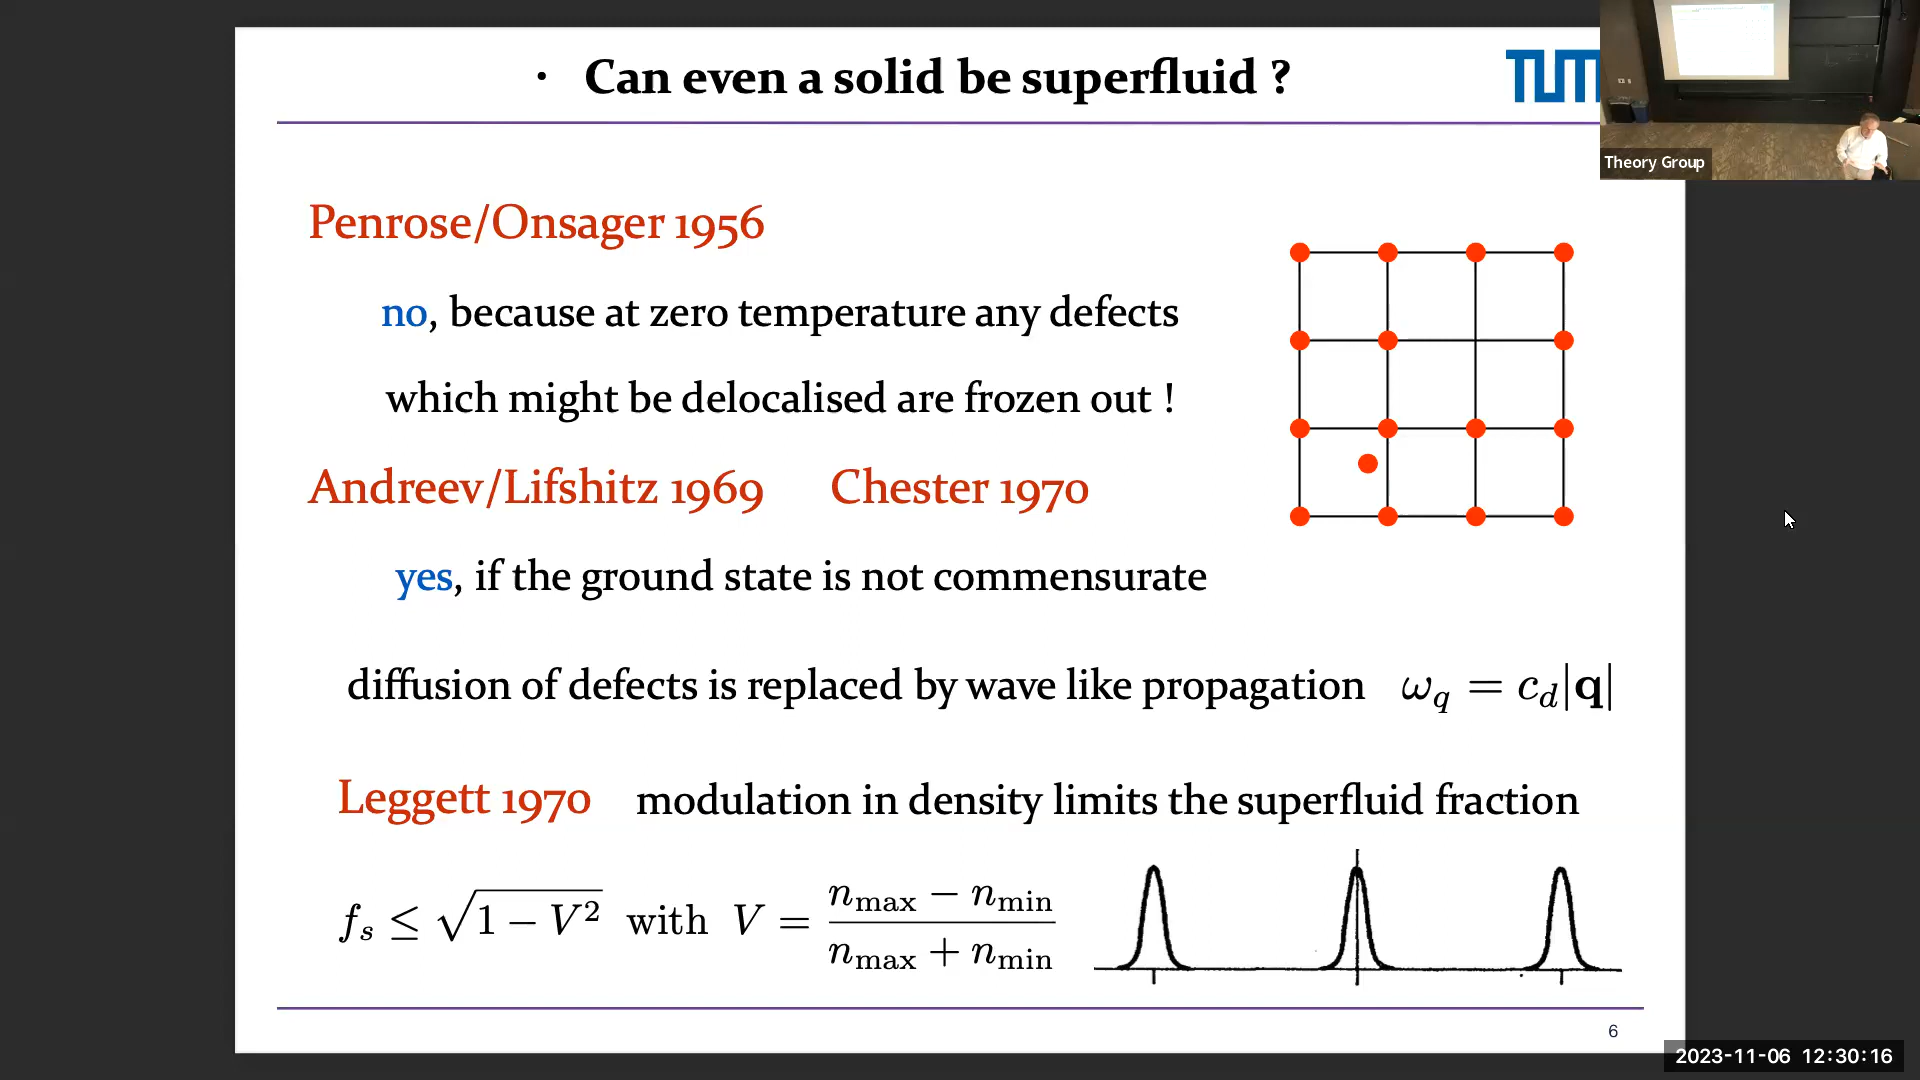 • Can even a solid be superfluid ?
TUM
Theory Group
Penrose/Onsager 1956
no, because at zero temperature any defects
which might be delocalised are frozen out !
Andreev/Lifshitz 1969 Chester 1970
yes, if the ground state is not commensurate
diffusion of defects is replaced by wave like propagation ω_q = c_d|q|
Leggett 1970 modulation in density limits the superfluid fraction
f_s ≤ √(1 − V²) with V = (n_max − n_min)/(n_max + n_min)
6
2023-11-06 12:30:16